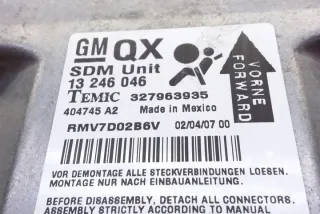 GM QX
SDM Unit
13 246 046
TEMIC 327963935
404745 A2 Made in Mexico
RMV7D02B6V 02/04/07 00
VORNE
FORWARD
VOR DEMONTAGE ALLE STECKVERBINDUNGEN LOESEN.
MONTAGE NUR NACH EINBAUANLEITUNG.
BEFORE DISASSEMBLY, DETACH ALL CONNECTORS.
ASSEMBLY STRICTLY ACCORDING TO MANUAL